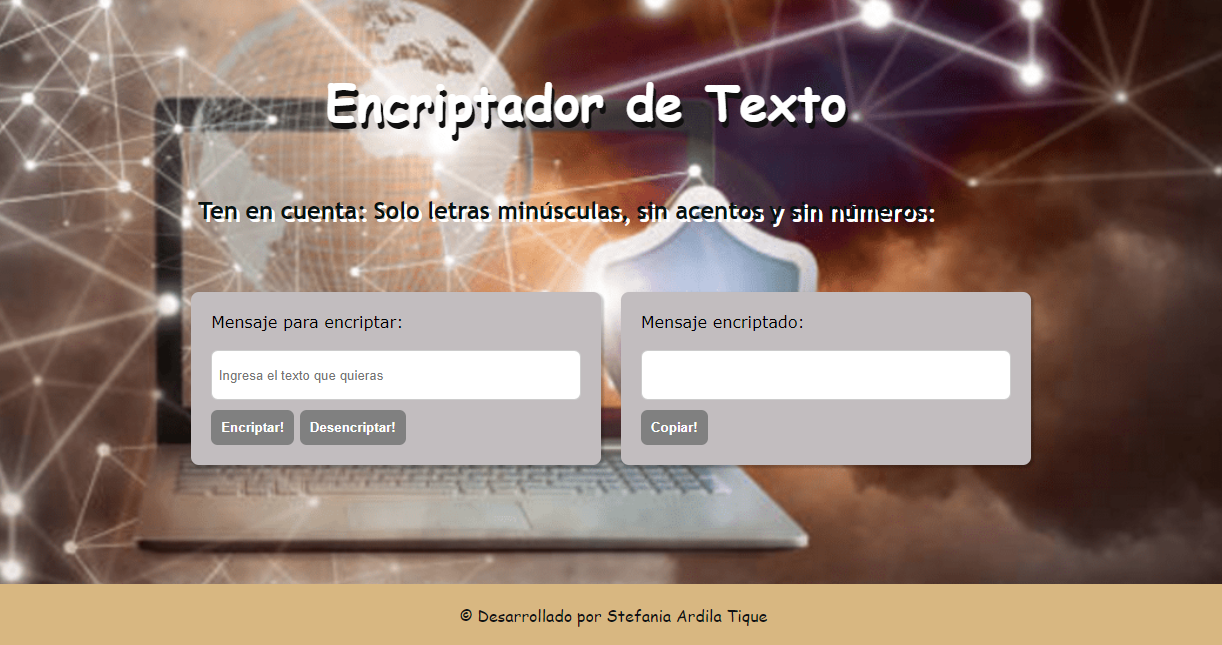 Encriptador de Texto
Ten en cuenta: Solo letras minúsculas, sin acentos y sin números:
Mensaje para encriptar:
Ingresa el texto que quieras
Encriptar!
Desencriptar!
Mensaje encriptado:
Copiar!
© Desarrollado por Stefania Ardila Tique